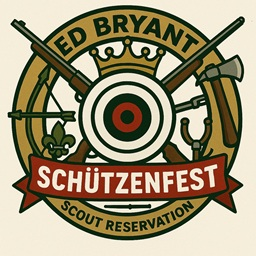 ED BRYANT
SCHÜTZENFEST
SCOUT RESERVATION